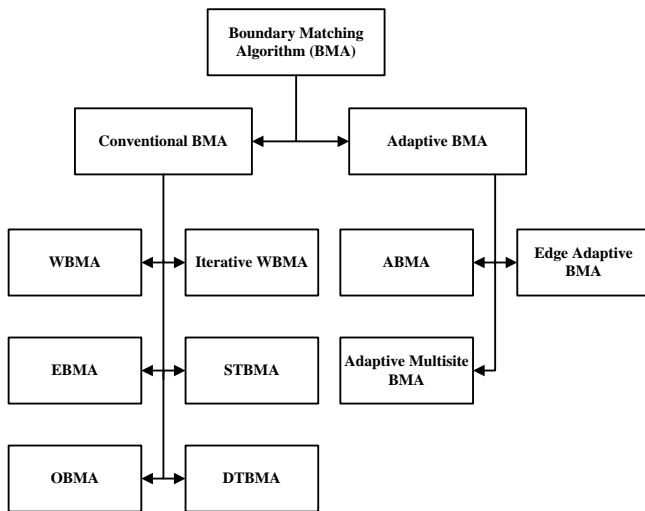 Boundary Matching
Algorithm (BMA)
Conventional BMA
Adaptive BMA
WBMA
Iterative WBMA
ABMA
Edge Adaptive
BMA
EBMA
STBMA
Adaptive Multisite
BMA
OBMA
DTBMA